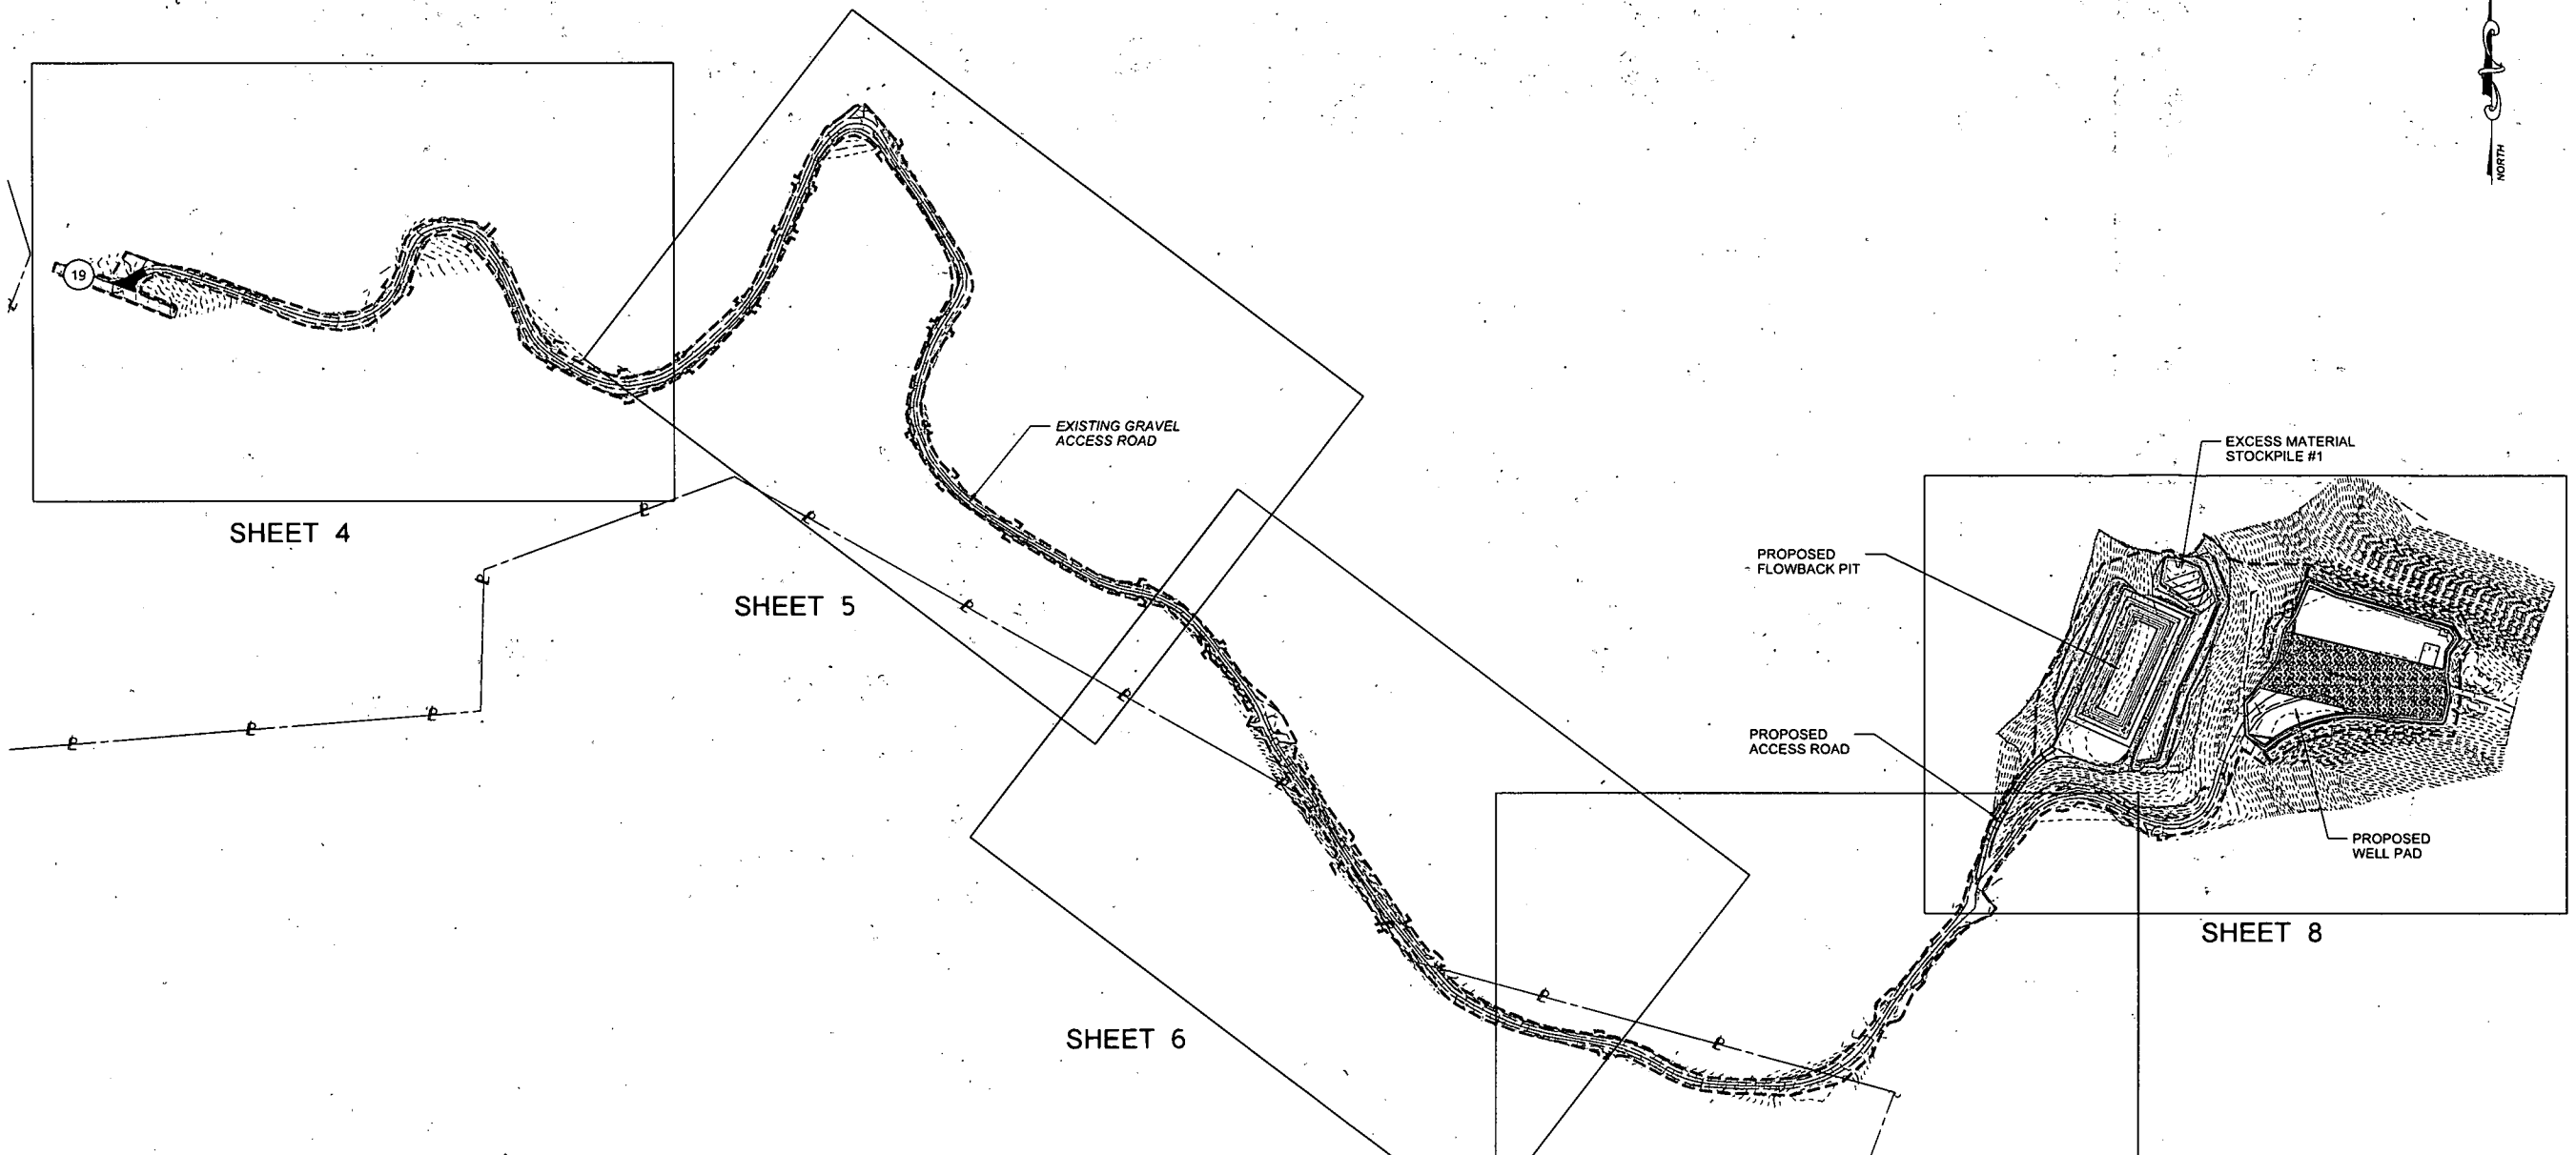 NORTH
19
SHEET 4
EXISTING GRAVEL
ACCESS ROAD
SHEET 5
EXCESS MATERIAL
STOCKPILE #1
PROPOSED
FLOWBACK PIT
PROPOSED
ACCESS ROAD
PROPOSED
WELL PAD
SHEET 8
SHEET 6